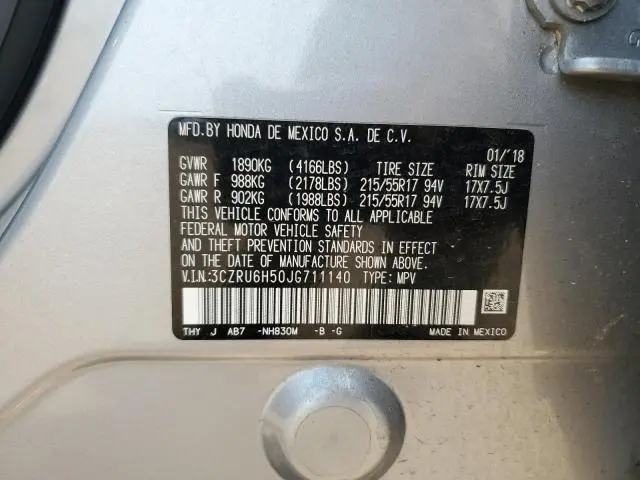 MFD.BY HONDA DE MEXICO S.A. DE C.V.
01/'18
GVWR 1890KG (4166LBS) TIRE SIZE RIM SIZE
GAWR F 988KG (2178LBS) 215/55R17 94V 17X7.5J
GAWR R 902KG (1988LBS) 215/55R17 94V 17X7.5J
THIS VEHICLE CONFORMS TO ALL APPLICABLE
FEDERAL MOTOR VEHICLE SAFETY
AND THEFT PREVENTION STANDARDS IN EFFECT
ON THE DATE OF MANUFACTURE SHOWN ABOVE.
V.I.N:3CZRU6H50JG711140 TYPE: MPV
THY J AB7 -NH830M -B -G MADE IN MEXICO